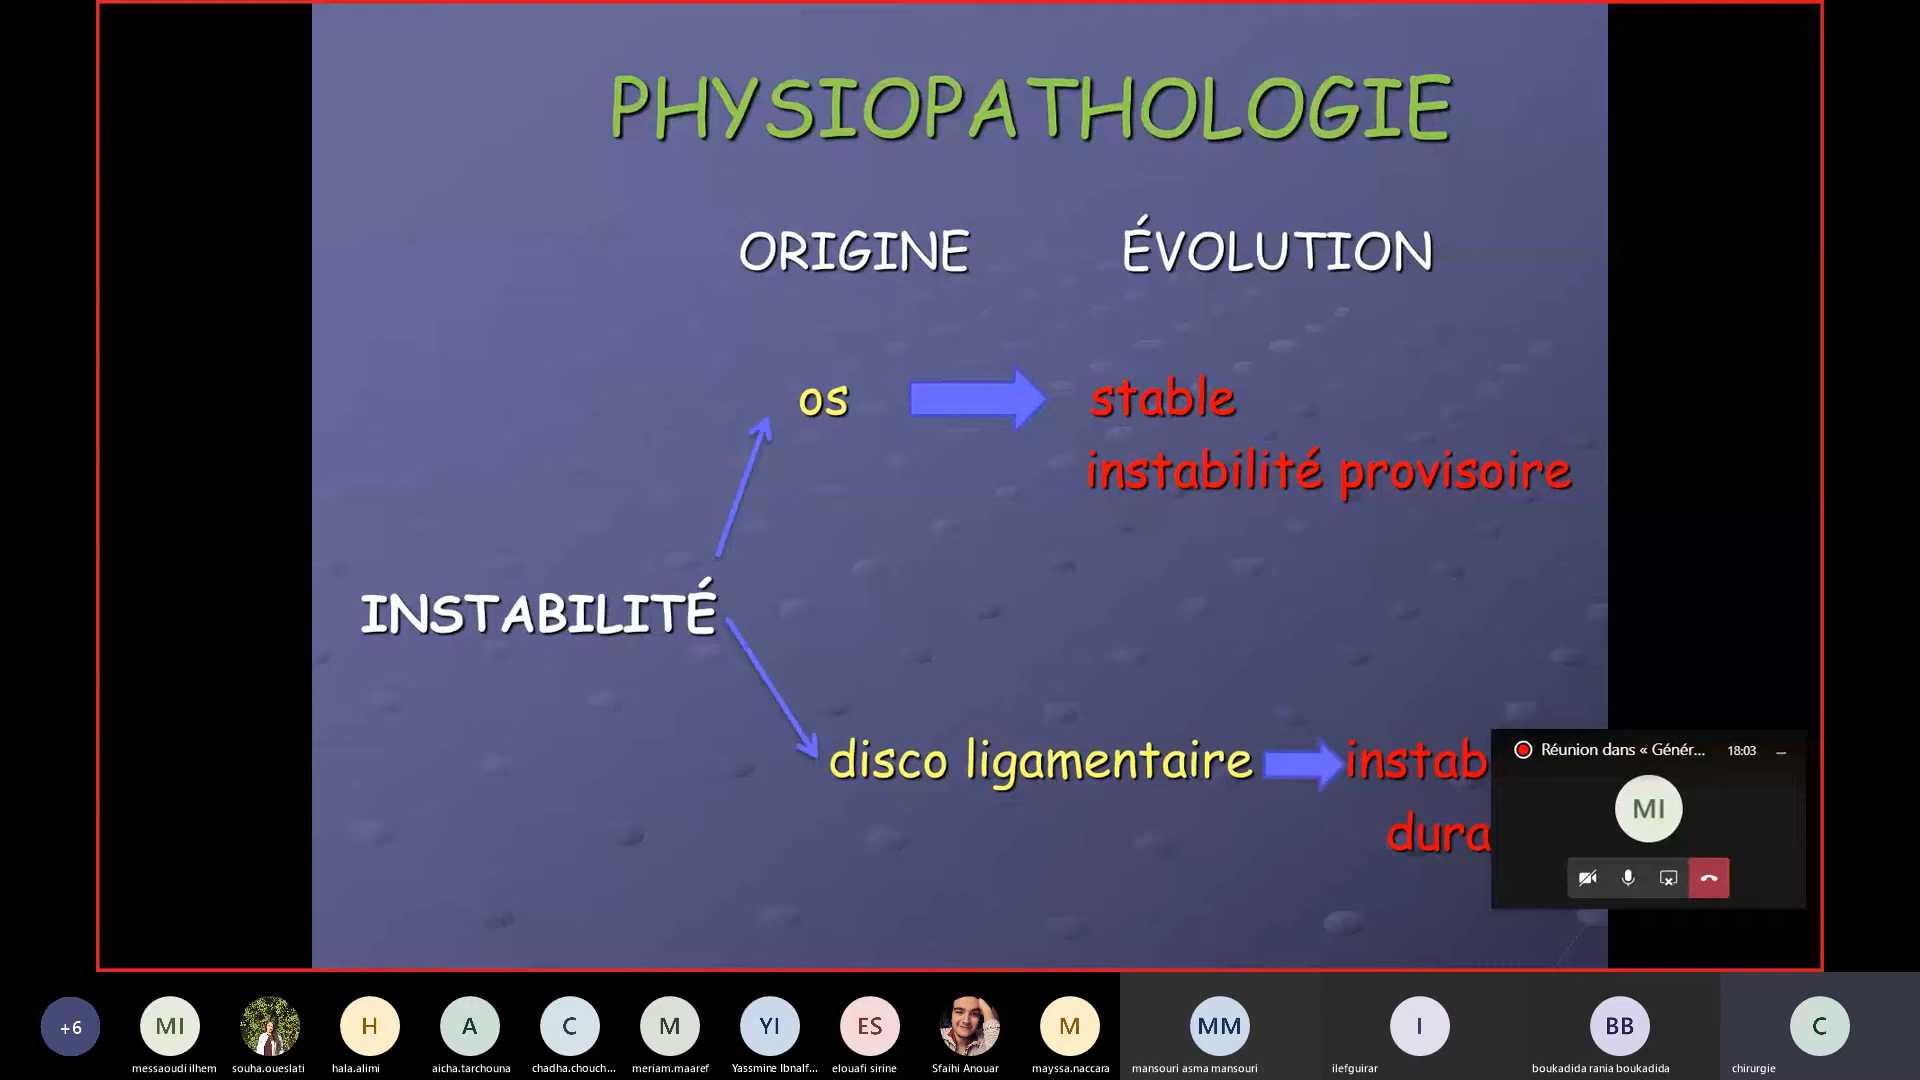 PHYSIOPATHOLOGIE
ORIGINE ÉVOLUTION
os stable
instabilité provisoire
INSTABILITÉ
disco ligamentaire instab
dura
Réunion dans « Génér... 18:03
MI
+6 MI H A C M YI ES M MM I BB C
messaoudi ilhem souha.oueslati hala.alimi aicha.tarchouna chadha.chouch... meriam.maaref Yassmine Ibnalf... elouafi sirine Sfaihi Anouar mayssa.naccara mansouri asma mansouri ilefguirar boukadida rania boukadida chirurgie